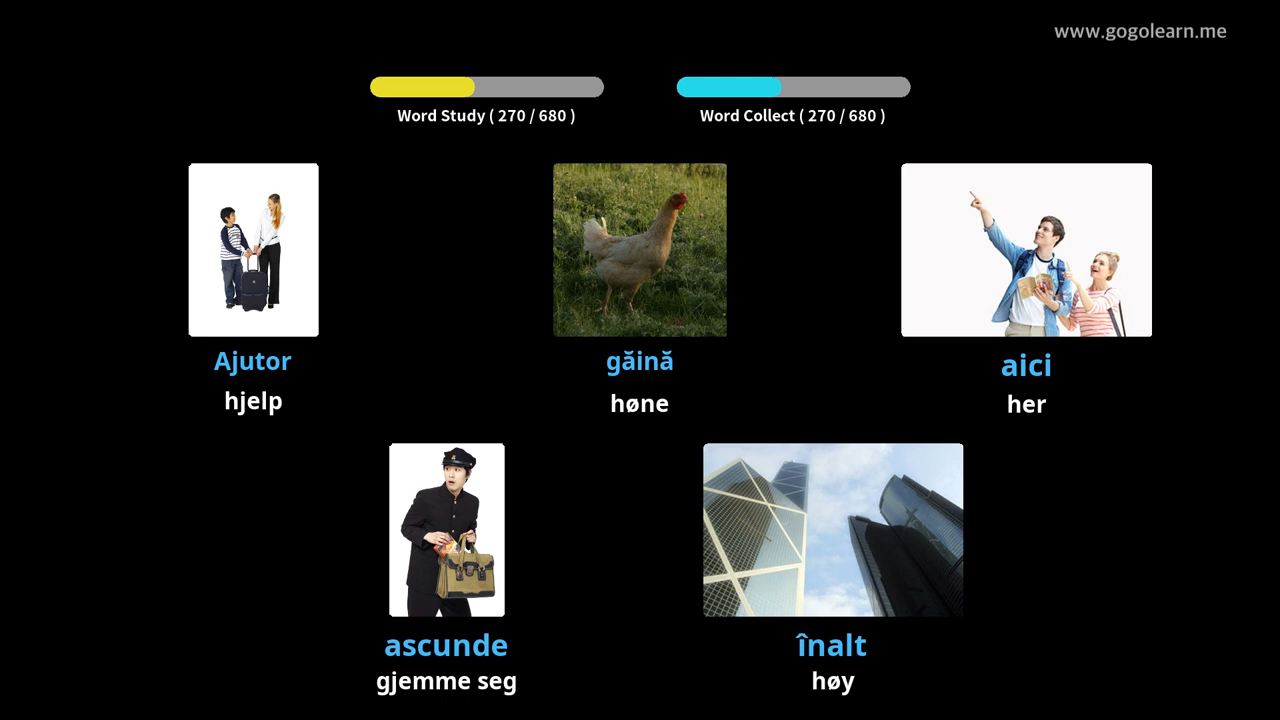 www.gogolearn.me
Word Study ( 270 / 680 )
Word Collect ( 270 / 680 )
Ajutor
hjelp
găină
høne
aici
her
ascunde
gjemme seg
înalt
høy